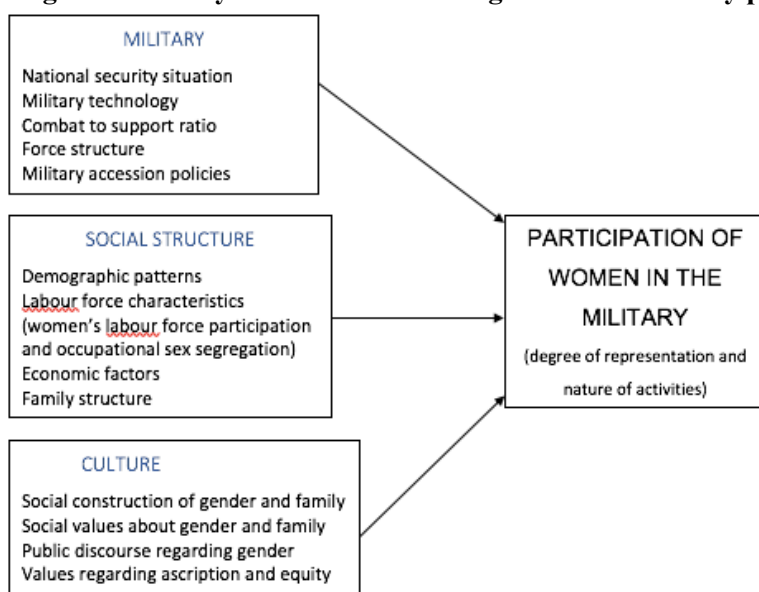 MILITARY
National security situation
Military technology
Combat to support ratio
Force structure
Military accession policies
SOCIAL STRUCTURE
Demographic patterns
Labour force characteristics
(women's labour force participation
and occupational sex segregation)
Economic factors
Family structure
CULTURE
Social construction of gender and family
Social values about gender and family
Public discourse regarding gender
Values regarding ascription and equity
PARTICIPATION OF
WOMEN IN THE
MILITARY
(degree of representation and
nature of activities)